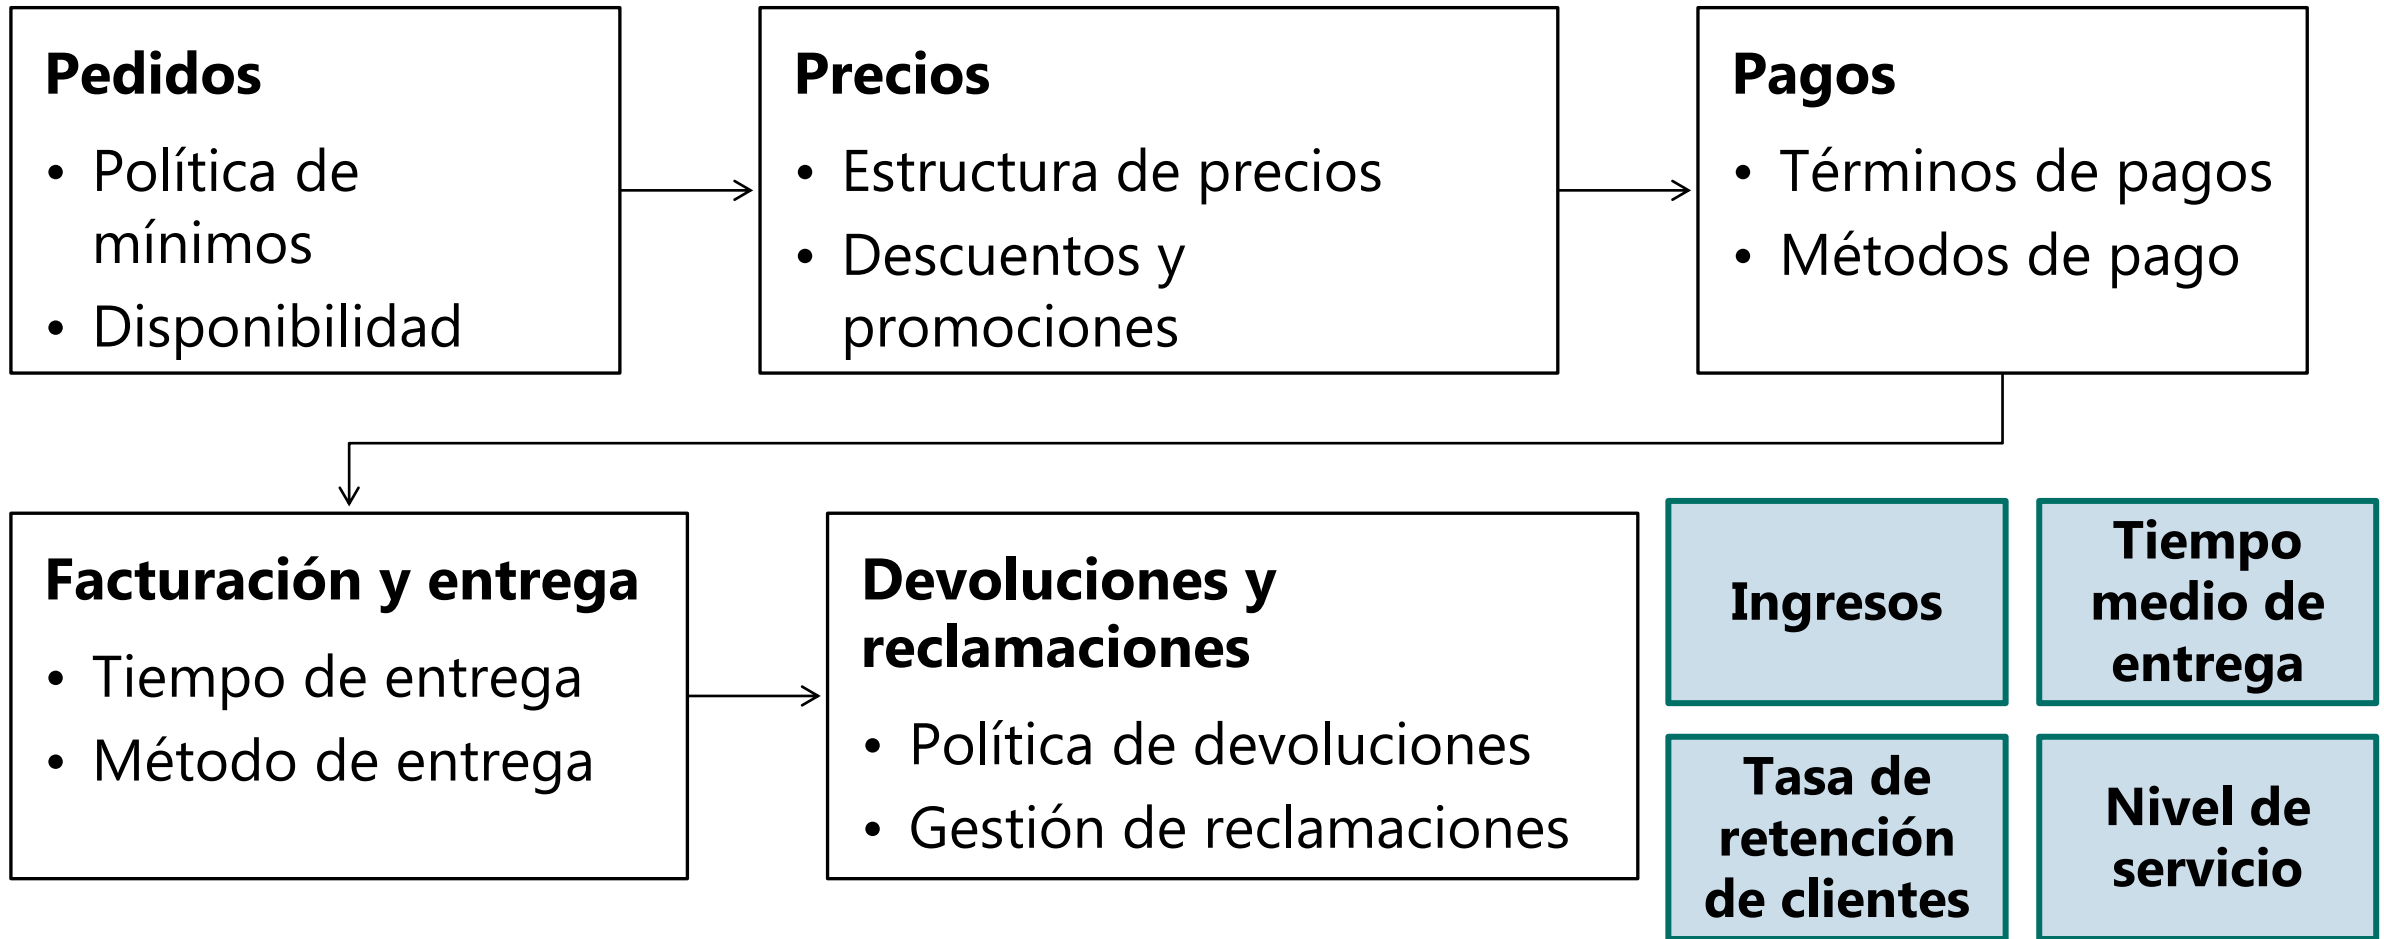 Pedidos
• Política de
mínimos
• Disponibilidad
Precios
• Estructura de precios
• Descuentos y
promociones
Pagos
• Términos de pagos
• Métodos de pago
Facturación y entrega
• Tiempo de entrega
• Método de entrega
Devoluciones y
reclamaciones
• Política de devoluciones
• Gestión de reclamaciones
Ingresos
Tiempo
medio de
entrega
Tasa de
retención
de clientes
Nivel de
servicio